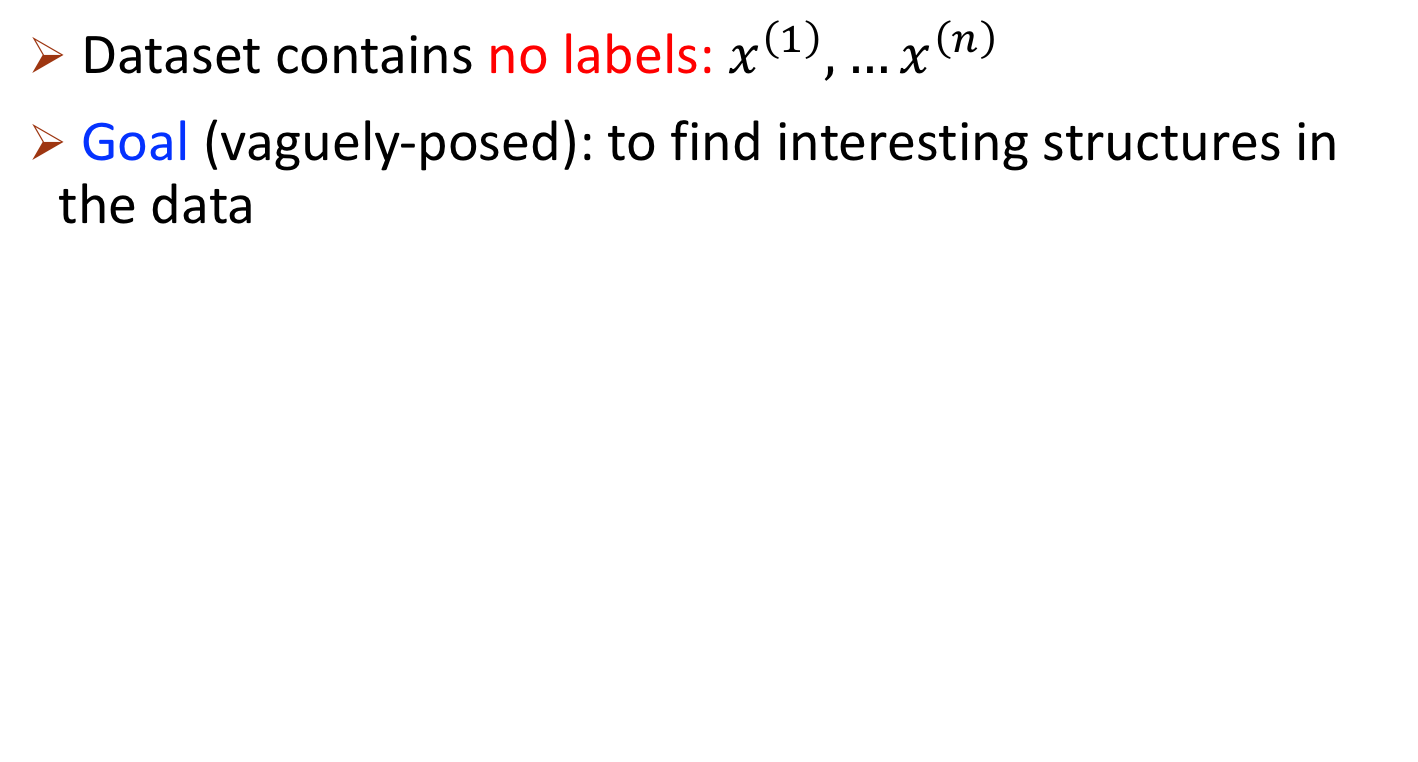 ➢ Dataset contains no labels: x^(1), … x^(n)
➢ Goal (vaguely-posed): to find interesting structures in
the data